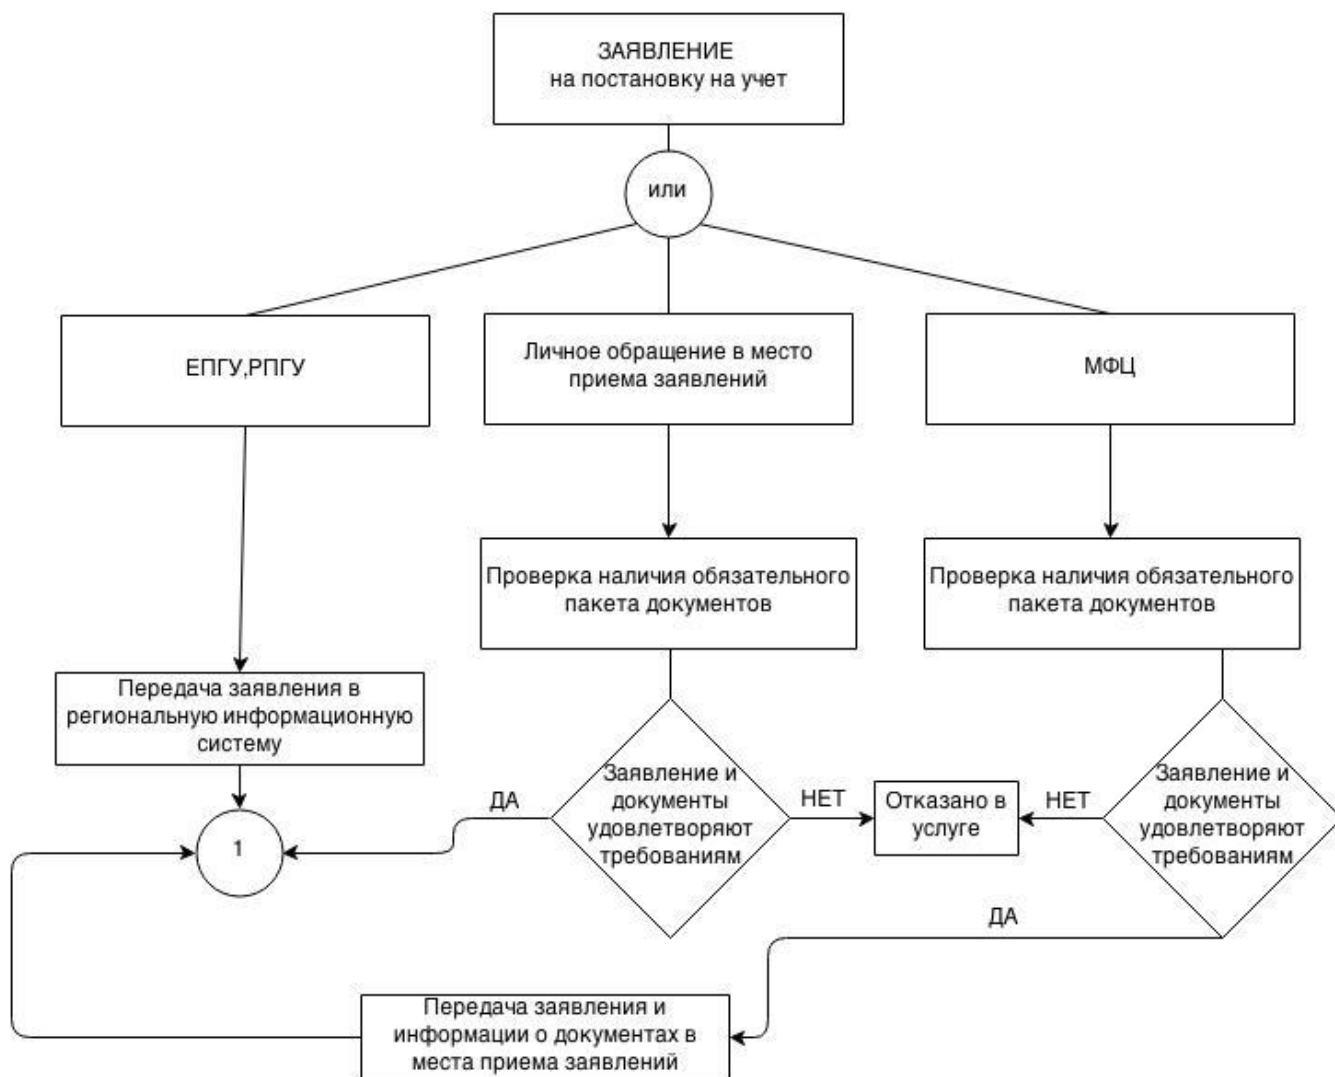 ЗАЯВЛЕНИЕ
на постановку на учет
или
ЕПГУ,РПГУ
Личное обращение в место
приема заявлений
МФЦ
Проверка наличия обязательного
пакета документов
Проверка наличия обязательного
пакета документов
Передача заявления в
региональную информационную
систему
1
ДА
Заявление и
документы
удовлетворяют
требованиям
НЕТ
Отказано в
услуге
НЕТ
Заявление и
документы
удовлетворяют
требованиям
ДА
Передача заявления и
информации о документах в
места приема заявлений